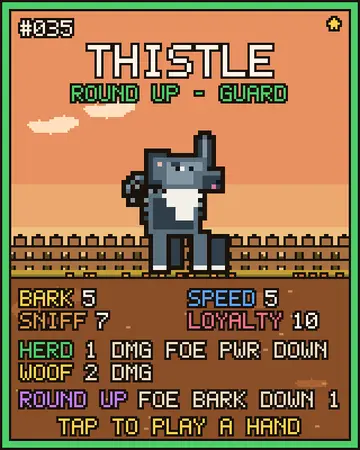 #035
THISTLE
ROUND UP - GUARD
BARK 5 SPEED 5
SNIFF 7 LOYALTY 10
HERD 1 DMG FOE PWR DOWN
WOOF 2 DMG
ROUND UP FOE BARK DOWN 1
TAP TO PLAY A HAND